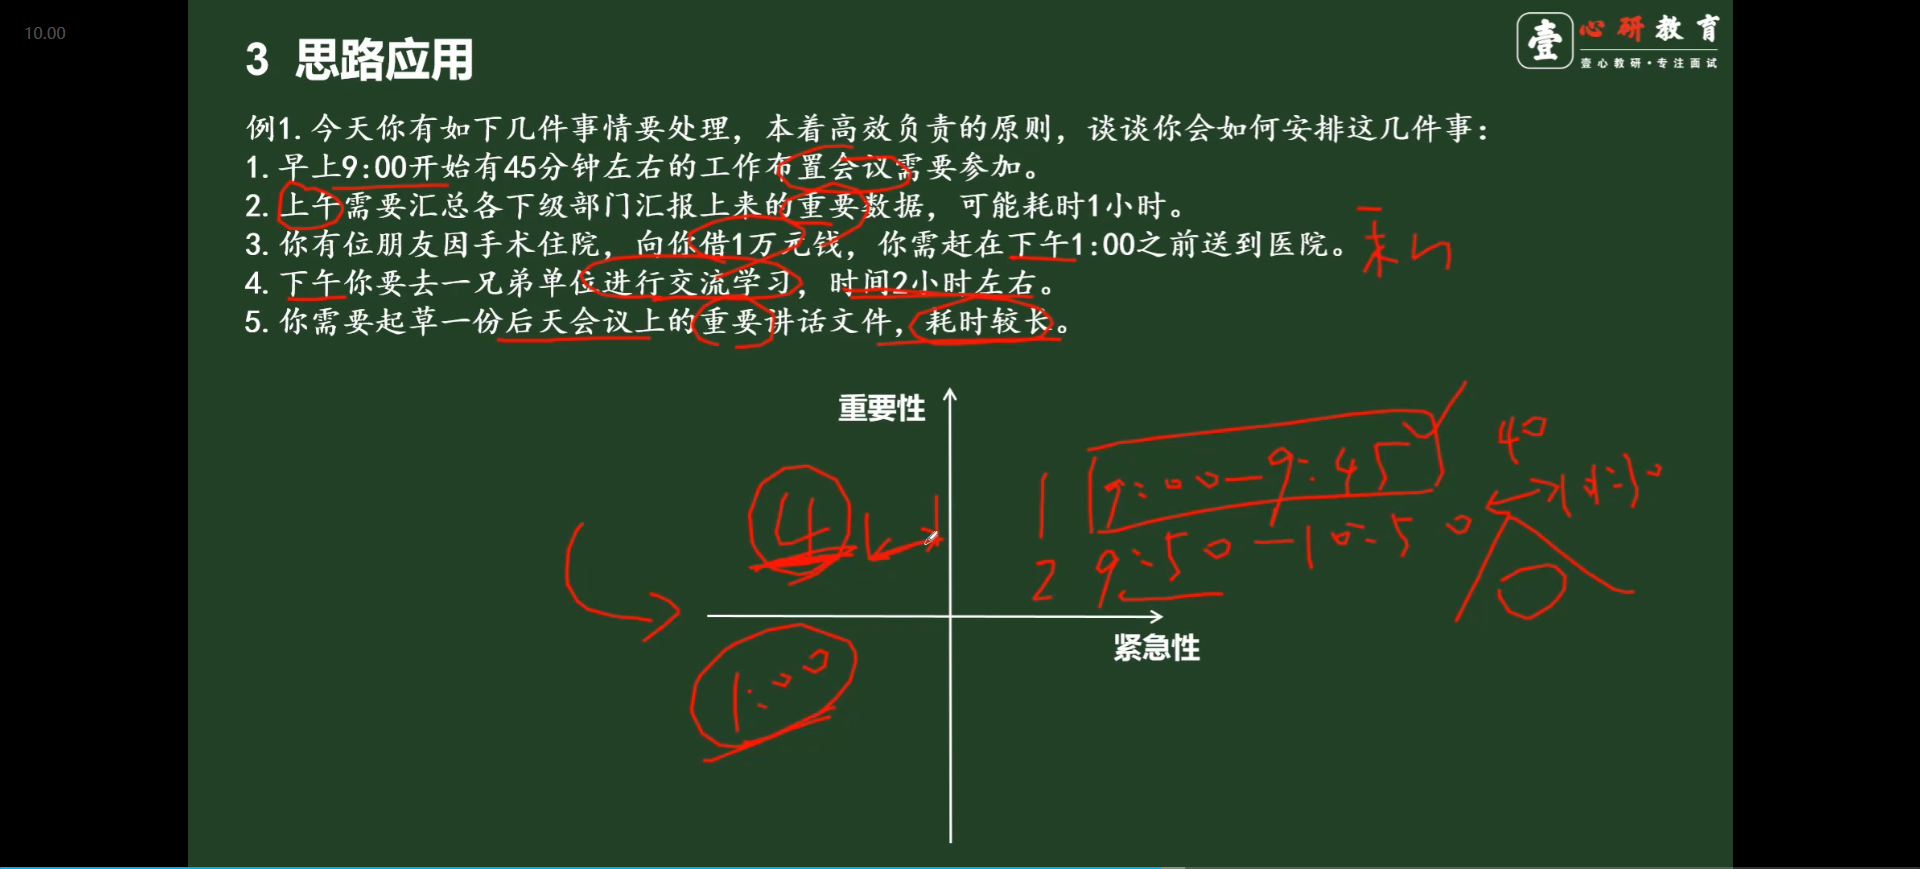 10.00
3 思路应用
壹 心研教育
壹心教研·专注面试
例1.今天你有如下几件事情要处理，本着高效负责的原则，谈谈你会如何安排这几件事：
1.早上9:00开始有45分钟左右的工作布置会议需要参加。
2.上午需要汇总各下级部门汇报上来的重要数据，可能耗时1小时。
3.你有位朋友因手术住院，向你借1万元钱，你需赶在下午1:00之前送到医院。
4.下午你要去一兄弟单位进行交流学习，时间2小时左右。
5.你需要起草一份后天会议上的重要讲话文件，耗时较长。
重要性
40
1 9:00-9:45
4
2 9:50-10:50
紧急性
1:00